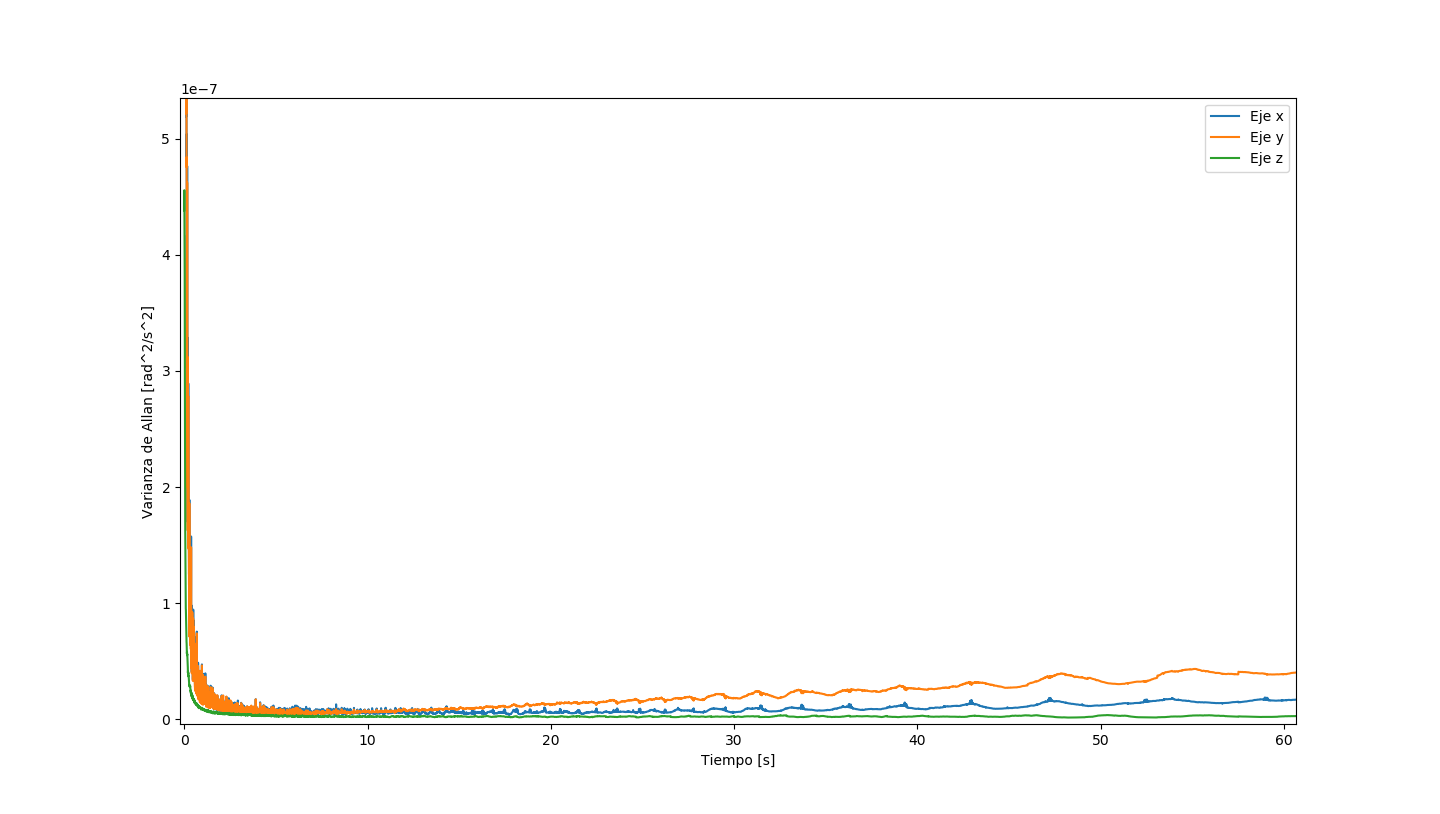 1e−7
Eje x
Eje y
Eje z
5
4
3
2
1
0
Varianza de Allan [rad^2/s^2]
0 10 20 30 40 50 60
Tiempo [s]